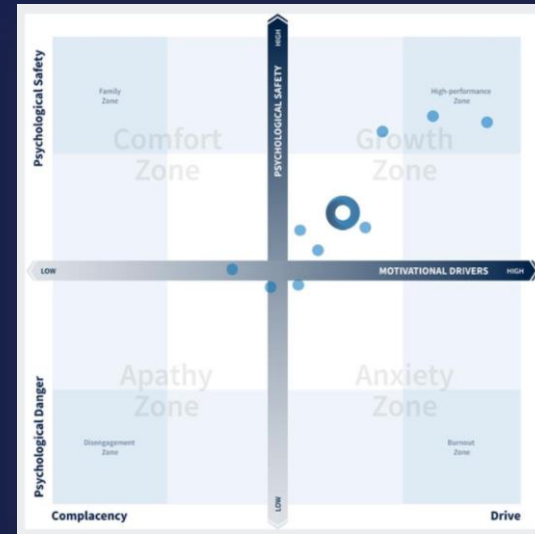 HIGH
Psychological Safety
PSYCHOLOGICAL SAFETY
Family
Zone
High-performance
Zone
Comfort
Zone
Growth
Zone
LOW
MOTIVATIONAL DRIVERS
HIGH
Psychological Danger
Apathy
Zone
Anxiety
Zone
Disengagement
Zone
Burnout
Zone
LOW
Complacency
Drive